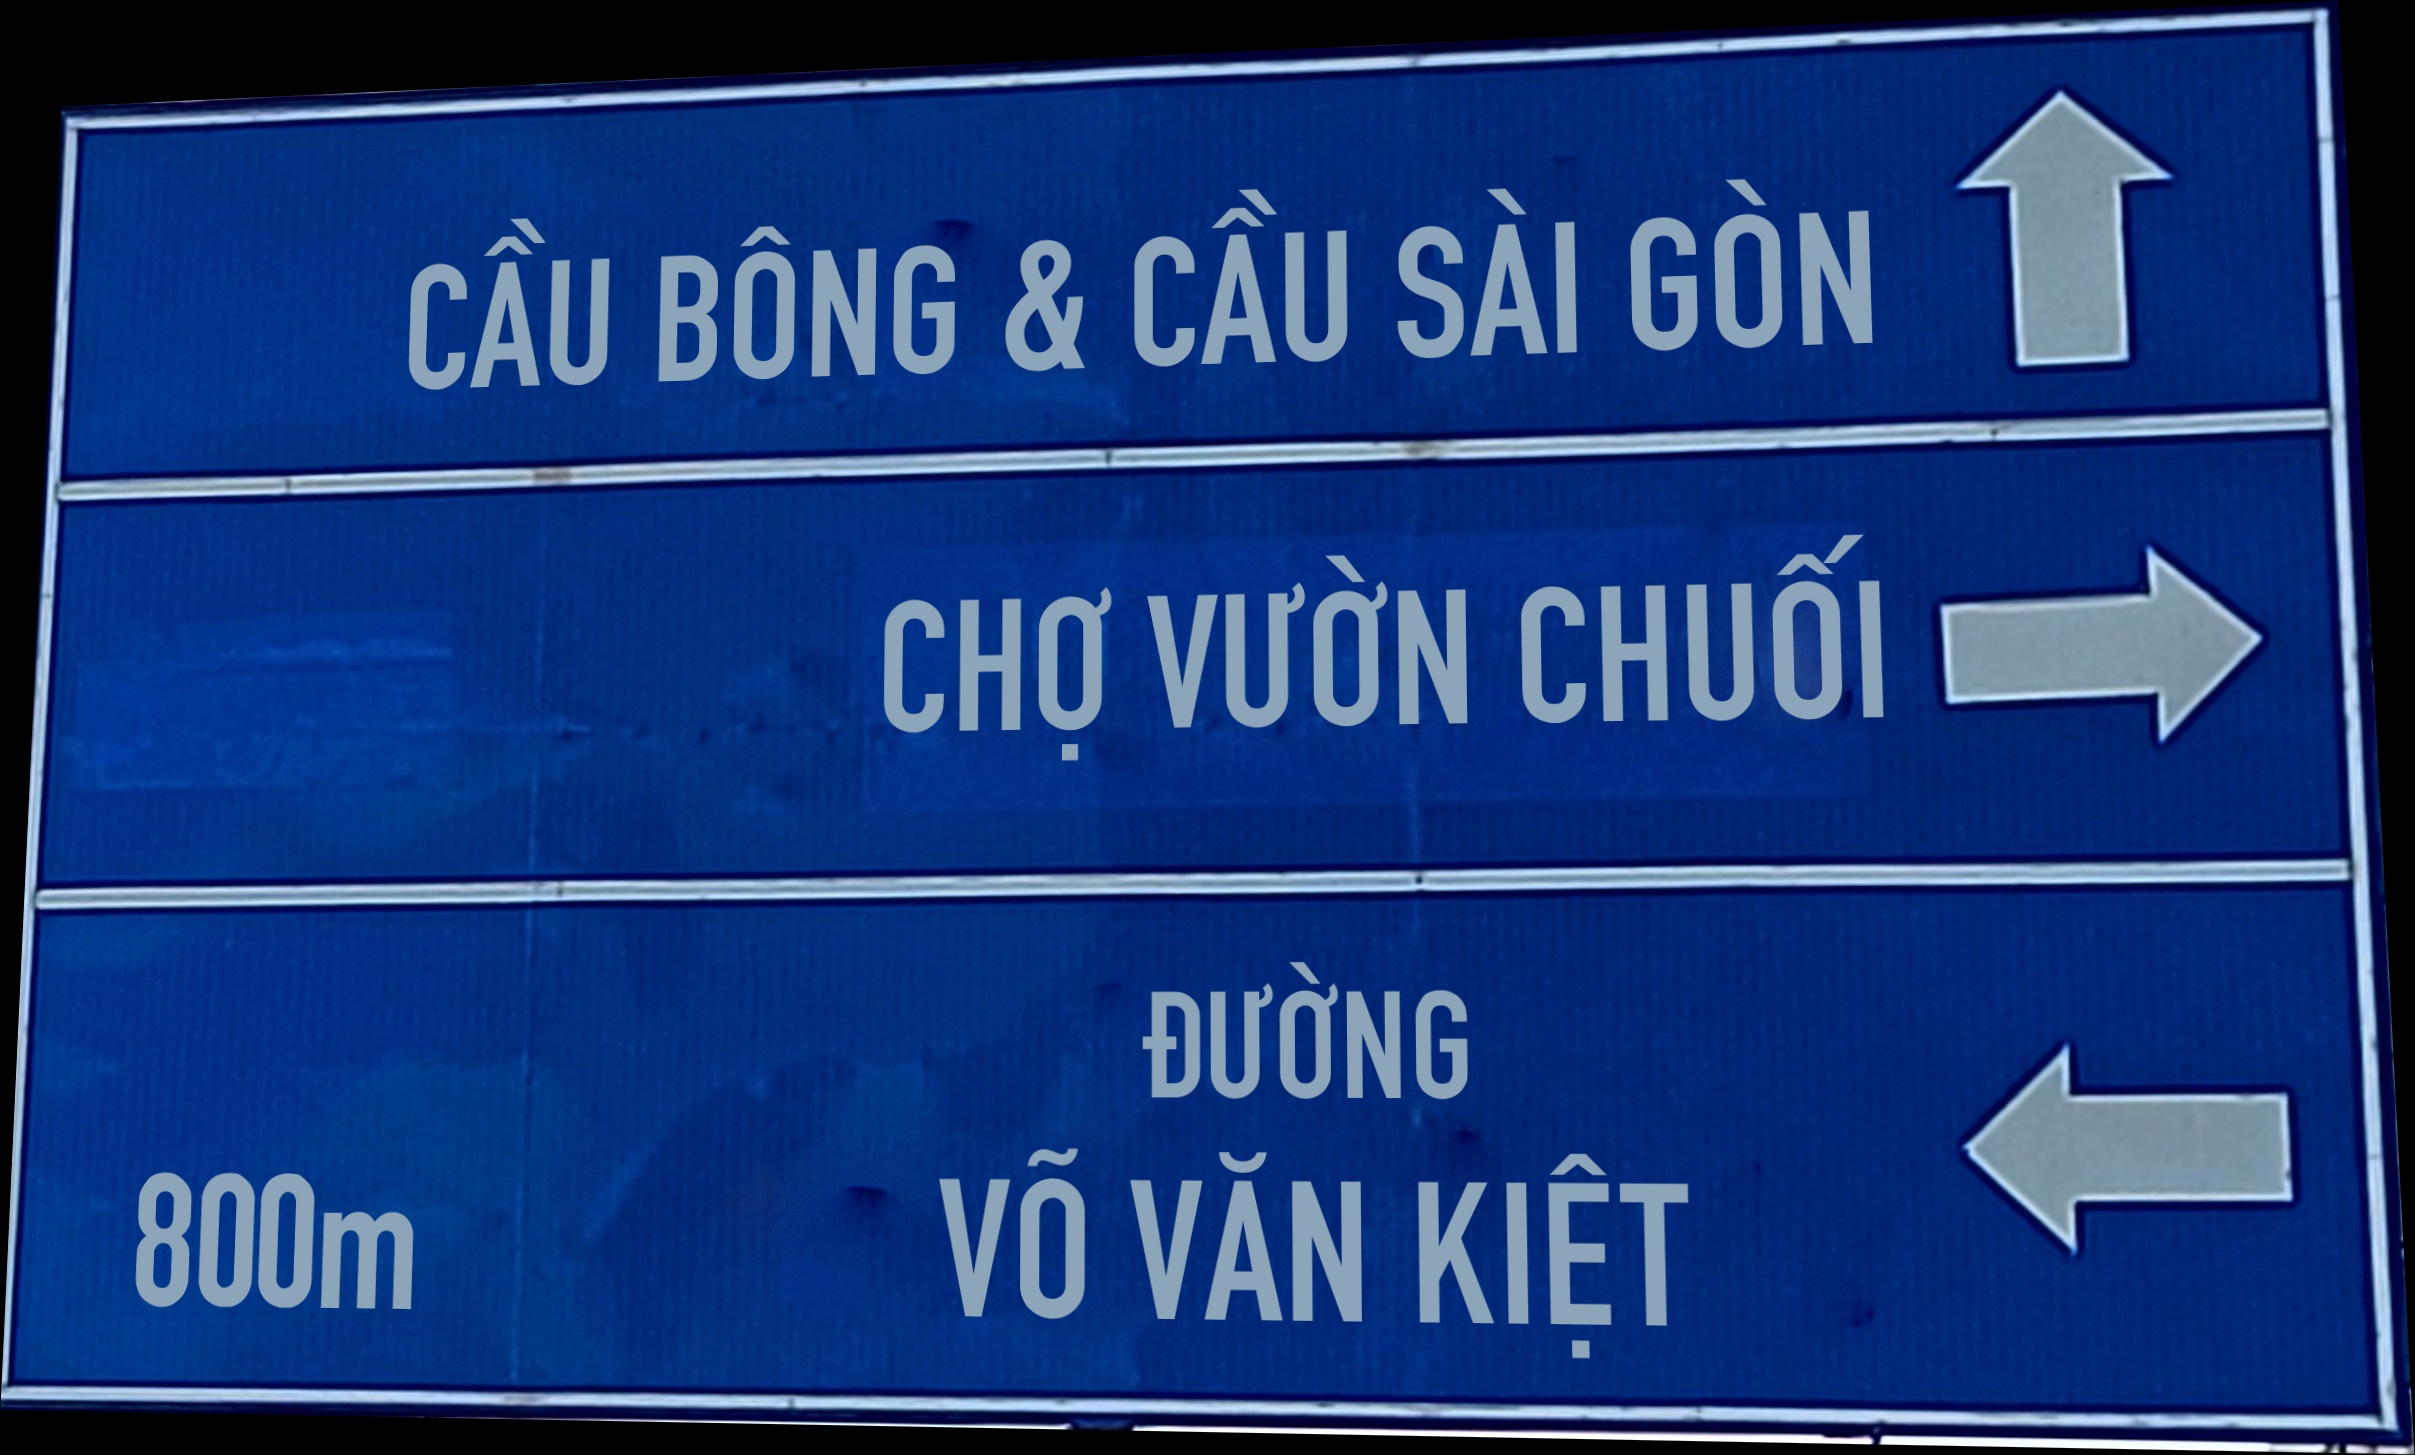 CẦU BÔNG & CẦU SÀI GÒN
CHỢ VƯỜN CHUỐI
ĐƯỜNG
VÕ VĂN KIỆT
800m